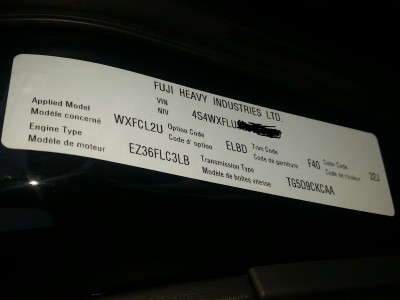 FUJI HEAVY INDUSTRIES LTD.
VIN
NIV
4S4WXFLU
Applied Model
Modèle concerné
WXFCL2U
Option Code
Code d' option
ELBD
Trim Code
Code de garniture
F40
Color Code
Code de couleur
32J
Engine Type
Modèle de moteur
EZ36FLC3LB
Transmission Type
Modèle de boîtes vitesse
TG5D9CKCAA